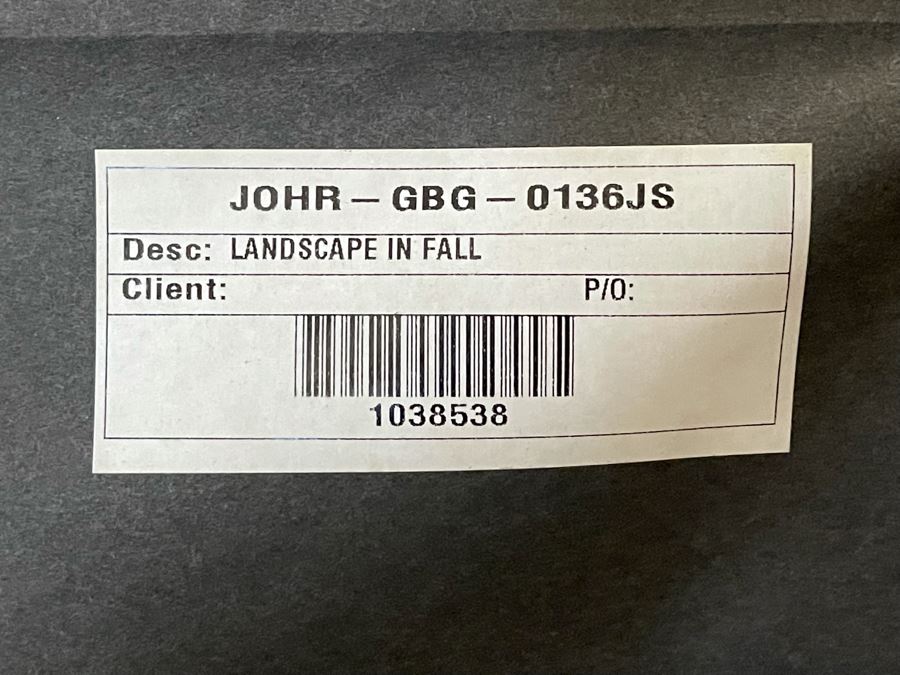 JOHR – GBG – 0136JS
Desc: LANDSCAPE IN FALL
Client: P/O:
1038538